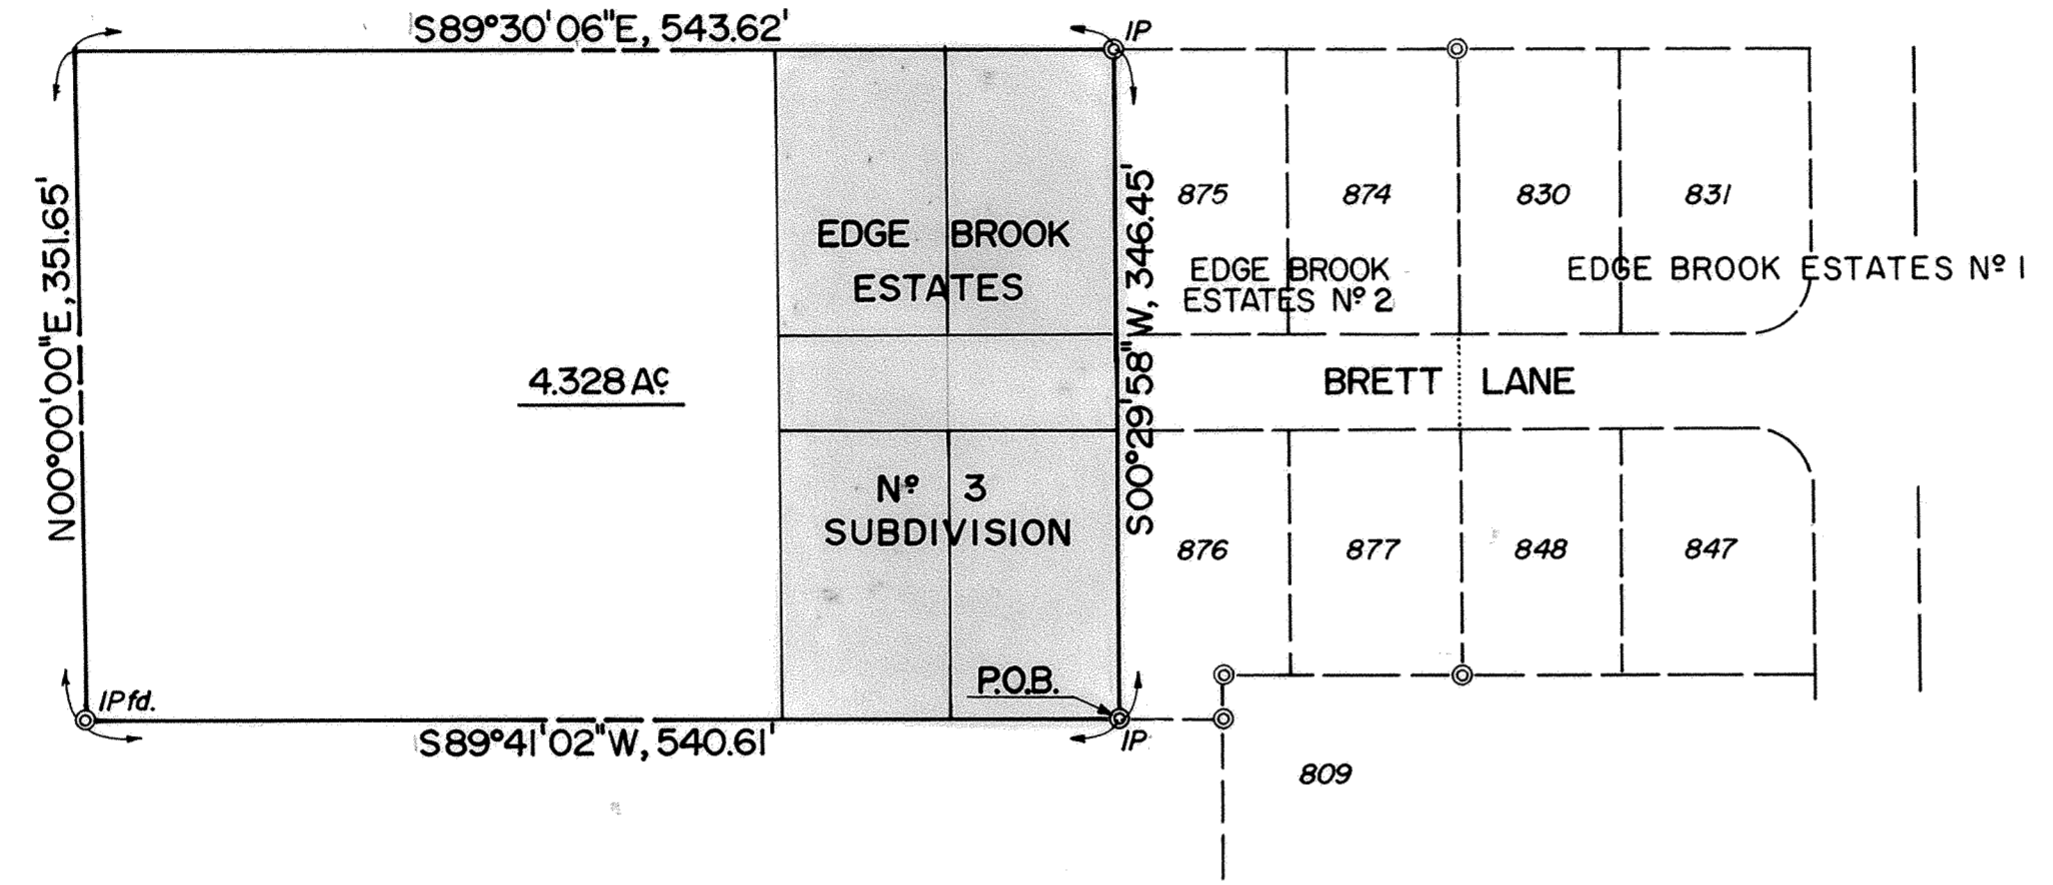 S89°30'06"E, 543.62'
IP
N00°00'00"E, 351.65'
EDGE BROOK
ESTATES
4.328 Ac.
Nº 3
SUBDIVISION
P.O.B.
S00°29'58"W, 346.45'
875
874
830
831
EDGE BROOK
ESTATES Nº 2
EDGE BROOK ESTATES Nº 1
BRETT LANE
876
877
848
847
IP fd.
S89°41'02"W, 540.61'
IP
809